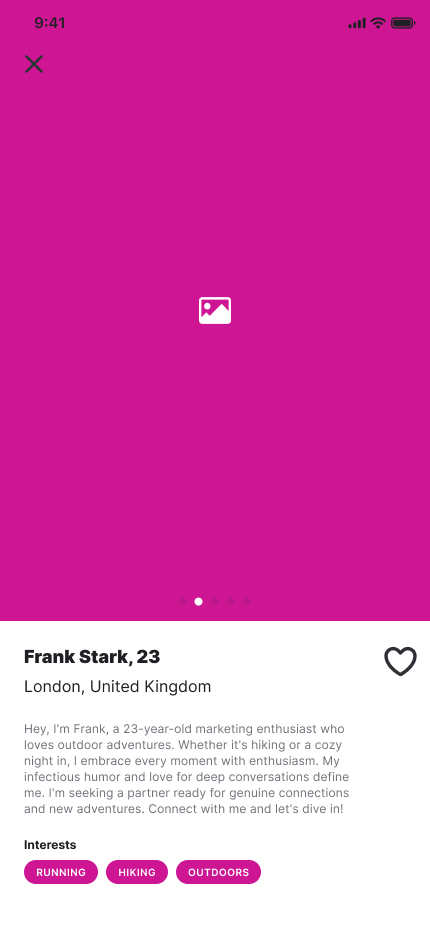 9:41
Frank Stark, 23
London, United Kingdom
Hey, I'm Frank, a 23-year-old marketing enthusiast who
loves outdoor adventures. Whether it's hiking or a cozy
night in, I embrace every moment with enthusiasm. My
infectious humor and love for deep conversations define
me. I'm seeking a partner ready for genuine connections
and new adventures. Connect with me and let's dive in!
Interests
RUNNING
HIKING
OUTDOORS